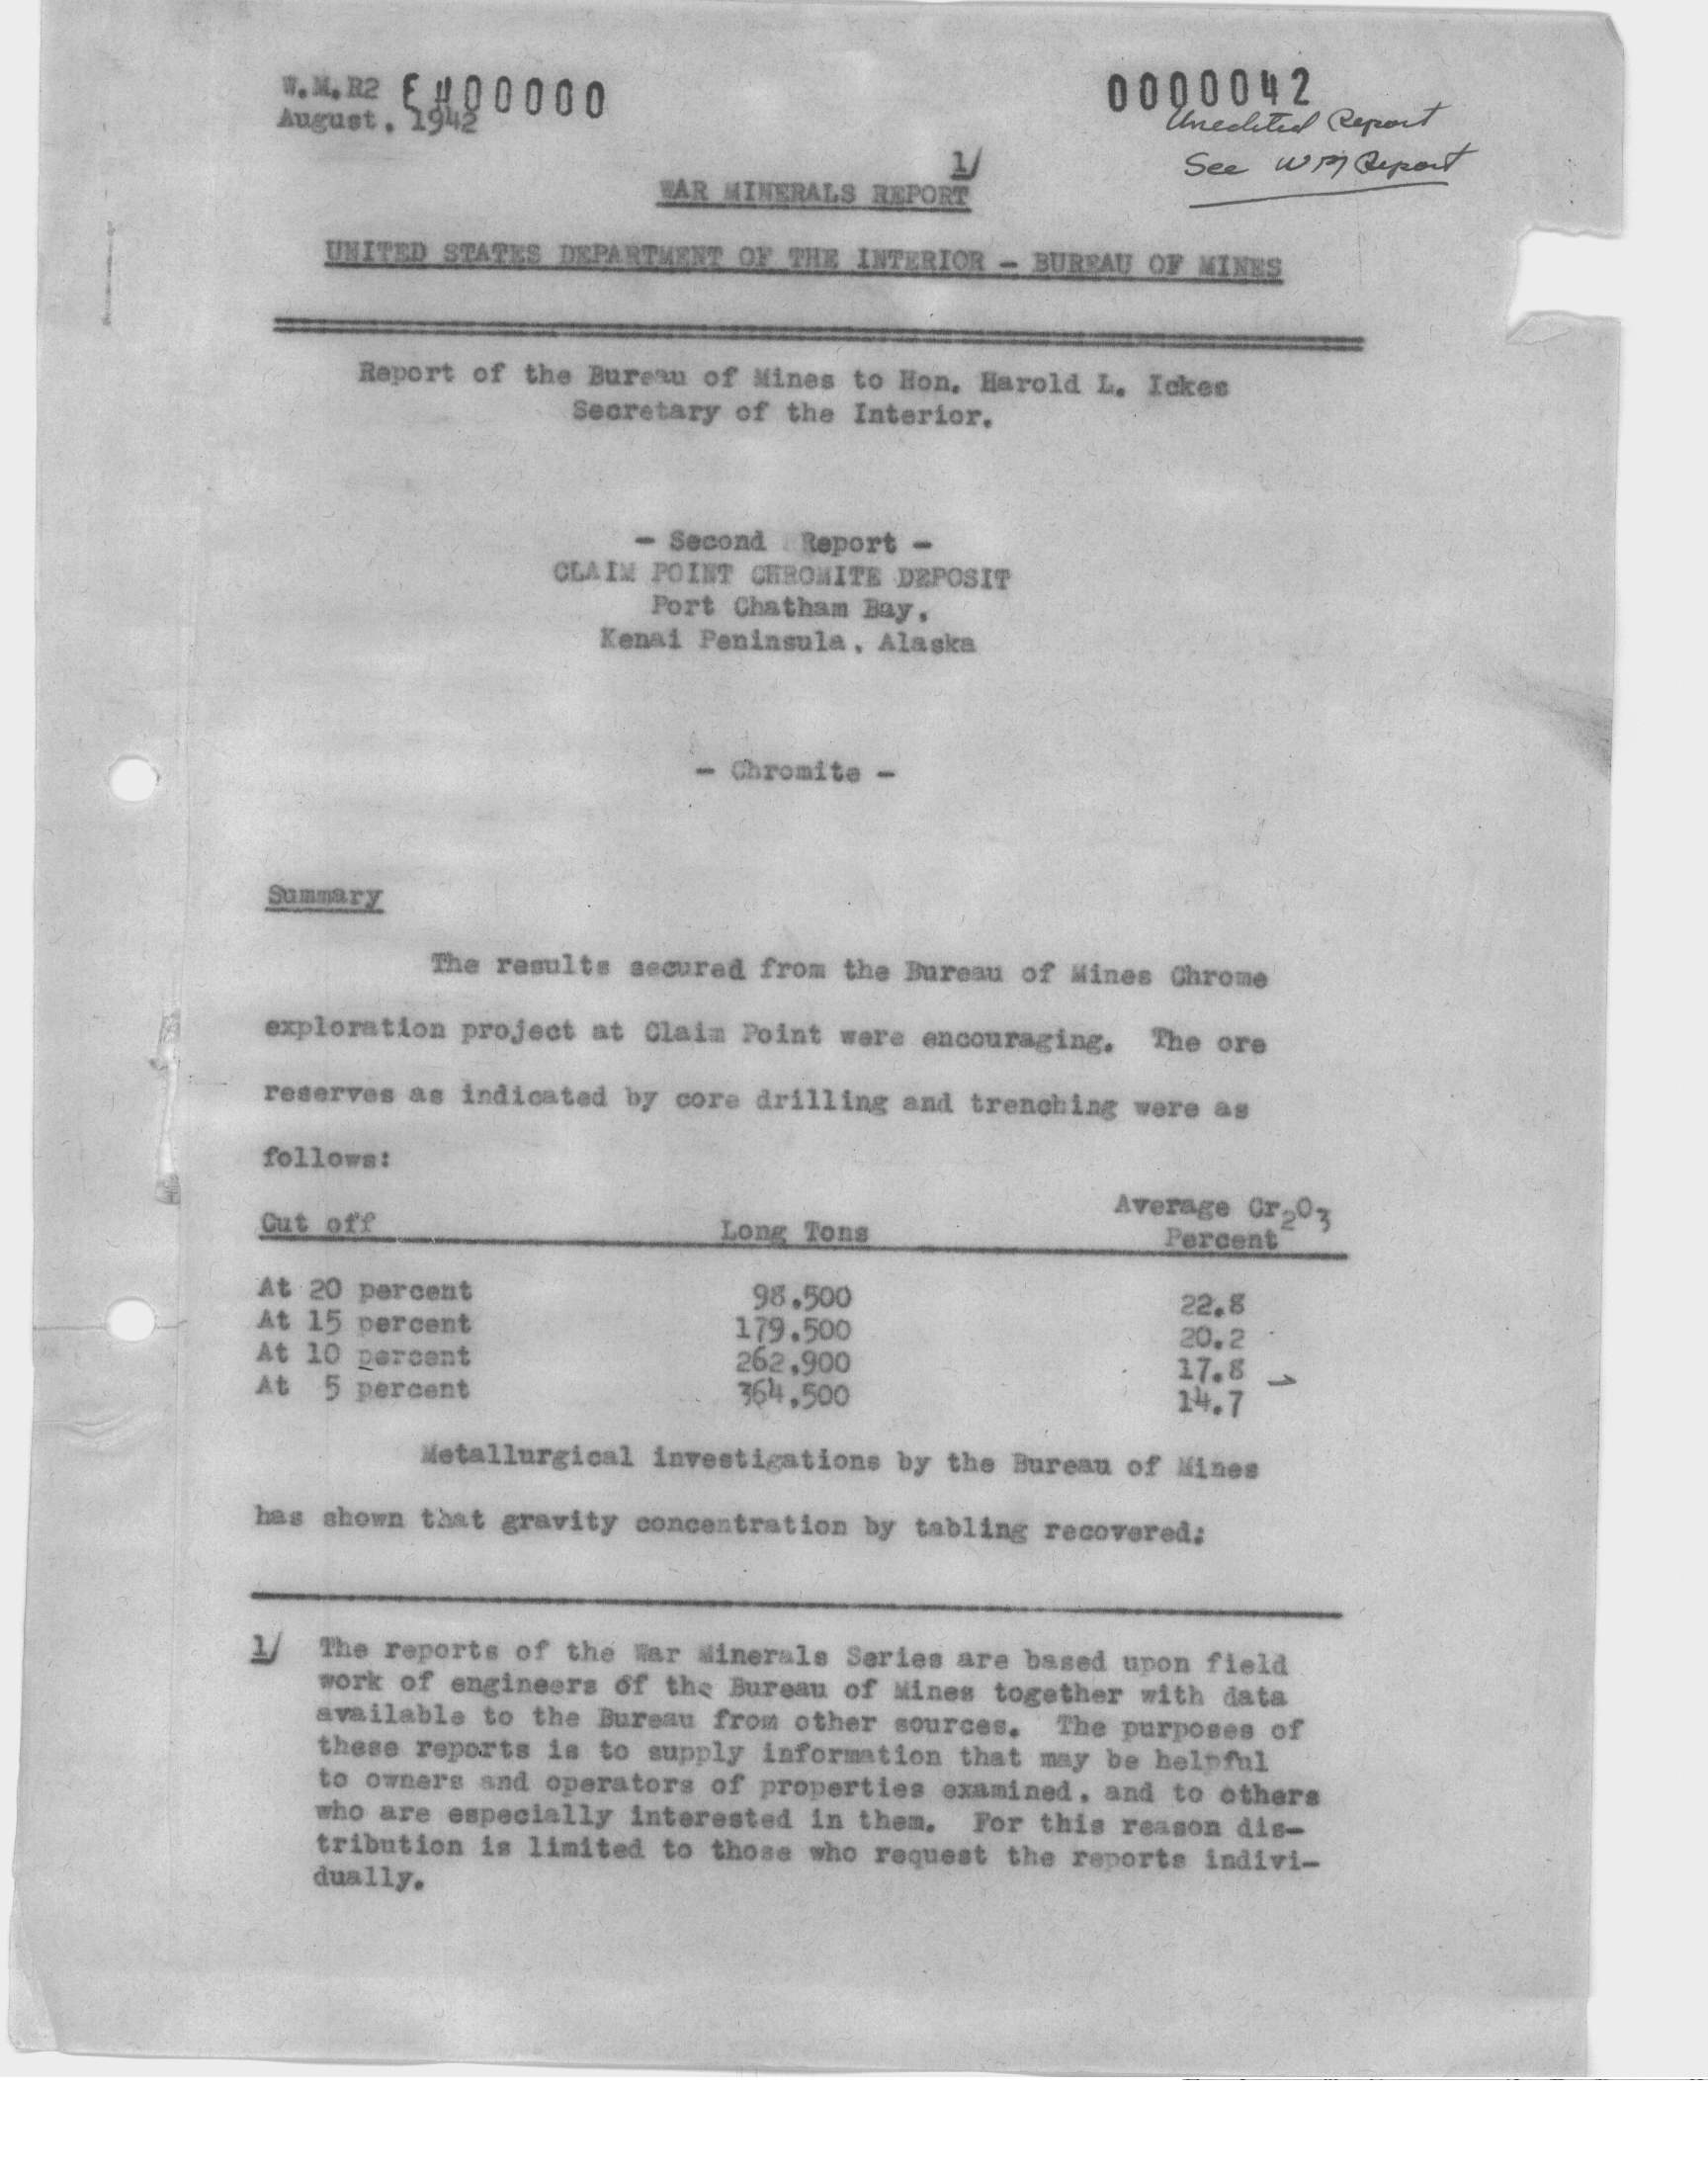 W.M.R2
August, 1942
0000042
Unedited Report
See WM Report
1/
WAR MINERALS REPORT
UNITED STATES DEPARTMENT OF THE INTERIOR - BUREAU OF MINES
Report of the Bureau of Mines to Hon. Harold L. Ickes
Secretary of the Interior.
- Second Report -
CLAIM POINT CHROMITE DEPOSIT
Port Chatham Bay,
Kenai Peninsula, Alaska
- Chromite -
Summary
The results secured from the Bureau of Mines Chrome
exploration project at Claim Point were encouraging. The ore
reserves as indicated by core drilling and trenching were as
follows:
Average Cr2O3
Cut off Long Tons Percent
At 20 percent 98,500 22.8
At 15 percent 179,500 20.2
At 10 percent 262,900 17.8
At 5 percent 364,500 14.7
Metallurgical investigations by the Bureau of Mines
has shown that gravity concentration by tabling recovered:
1/ The reports of the War Minerals Series are based upon field
work of engineers of the Bureau of Mines together with data
available to the Bureau from other sources. The purposes of
these reports is to supply information that may be helpful
to owners and operators of properties examined, and to others
who are especially interested in them. For this reason dis-
tribution is limited to those who request the reports indivi-
dually.